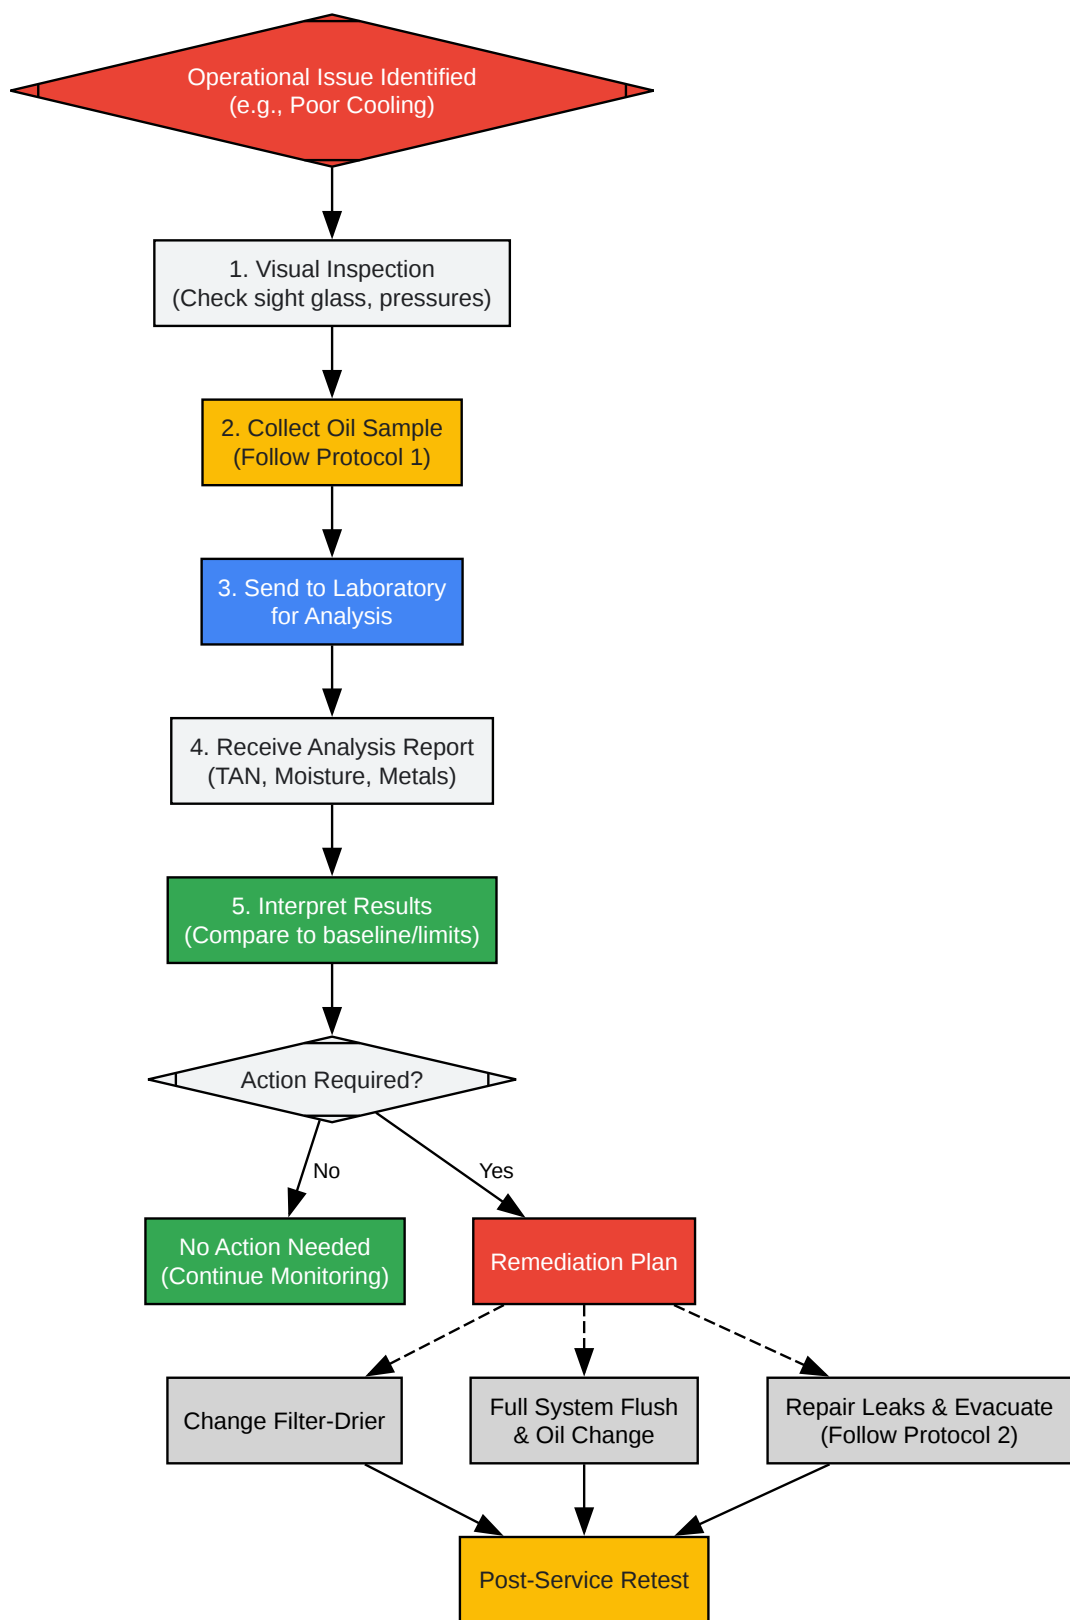 Operational Issue Identified
(e.g., Poor Cooling)
1. Visual Inspection
(Check sight glass, pressures)
2. Collect Oil Sample
(Follow Protocol 1)
3. Send to Laboratory
for Analysis
4. Receive Analysis Report
(TAN, Moisture, Metals)
5. Interpret Results
(Compare to baseline/limits)
Action Required?
No
Yes
No Action Needed
(Continue Monitoring)
Remediation Plan
Change Filter-Drier
Full System Flush
& Oil Change
Repair Leaks & Evacuate
(Follow Protocol 2)
Post-Service Retest